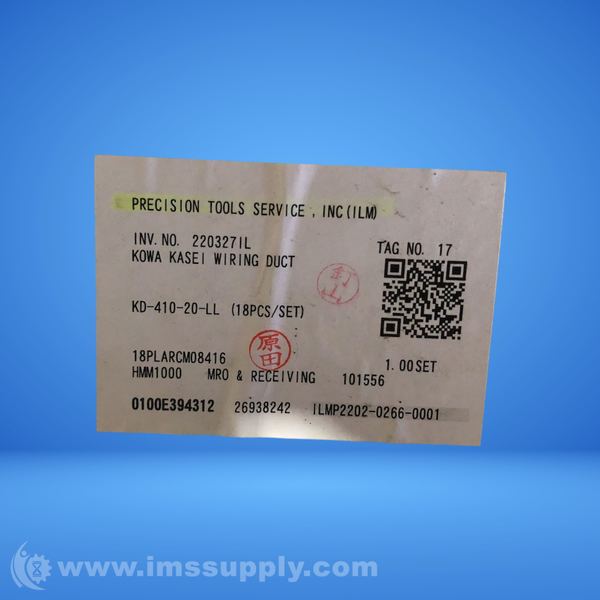 PRECISION TOOLS SERVICE , INC(ILM)
INV. NO. 220327IL
TAG NO. 17
KOWA KASEI WIRING DUCT
釘山
KD-410-20-LL (18PCS/SET)
原田
18PLARCM08416
1.00SET
HMM1000 MRO & RECEIVING 101556
0100E394312 26938242 ILMP2202-0266-0001
www.imssupply.com